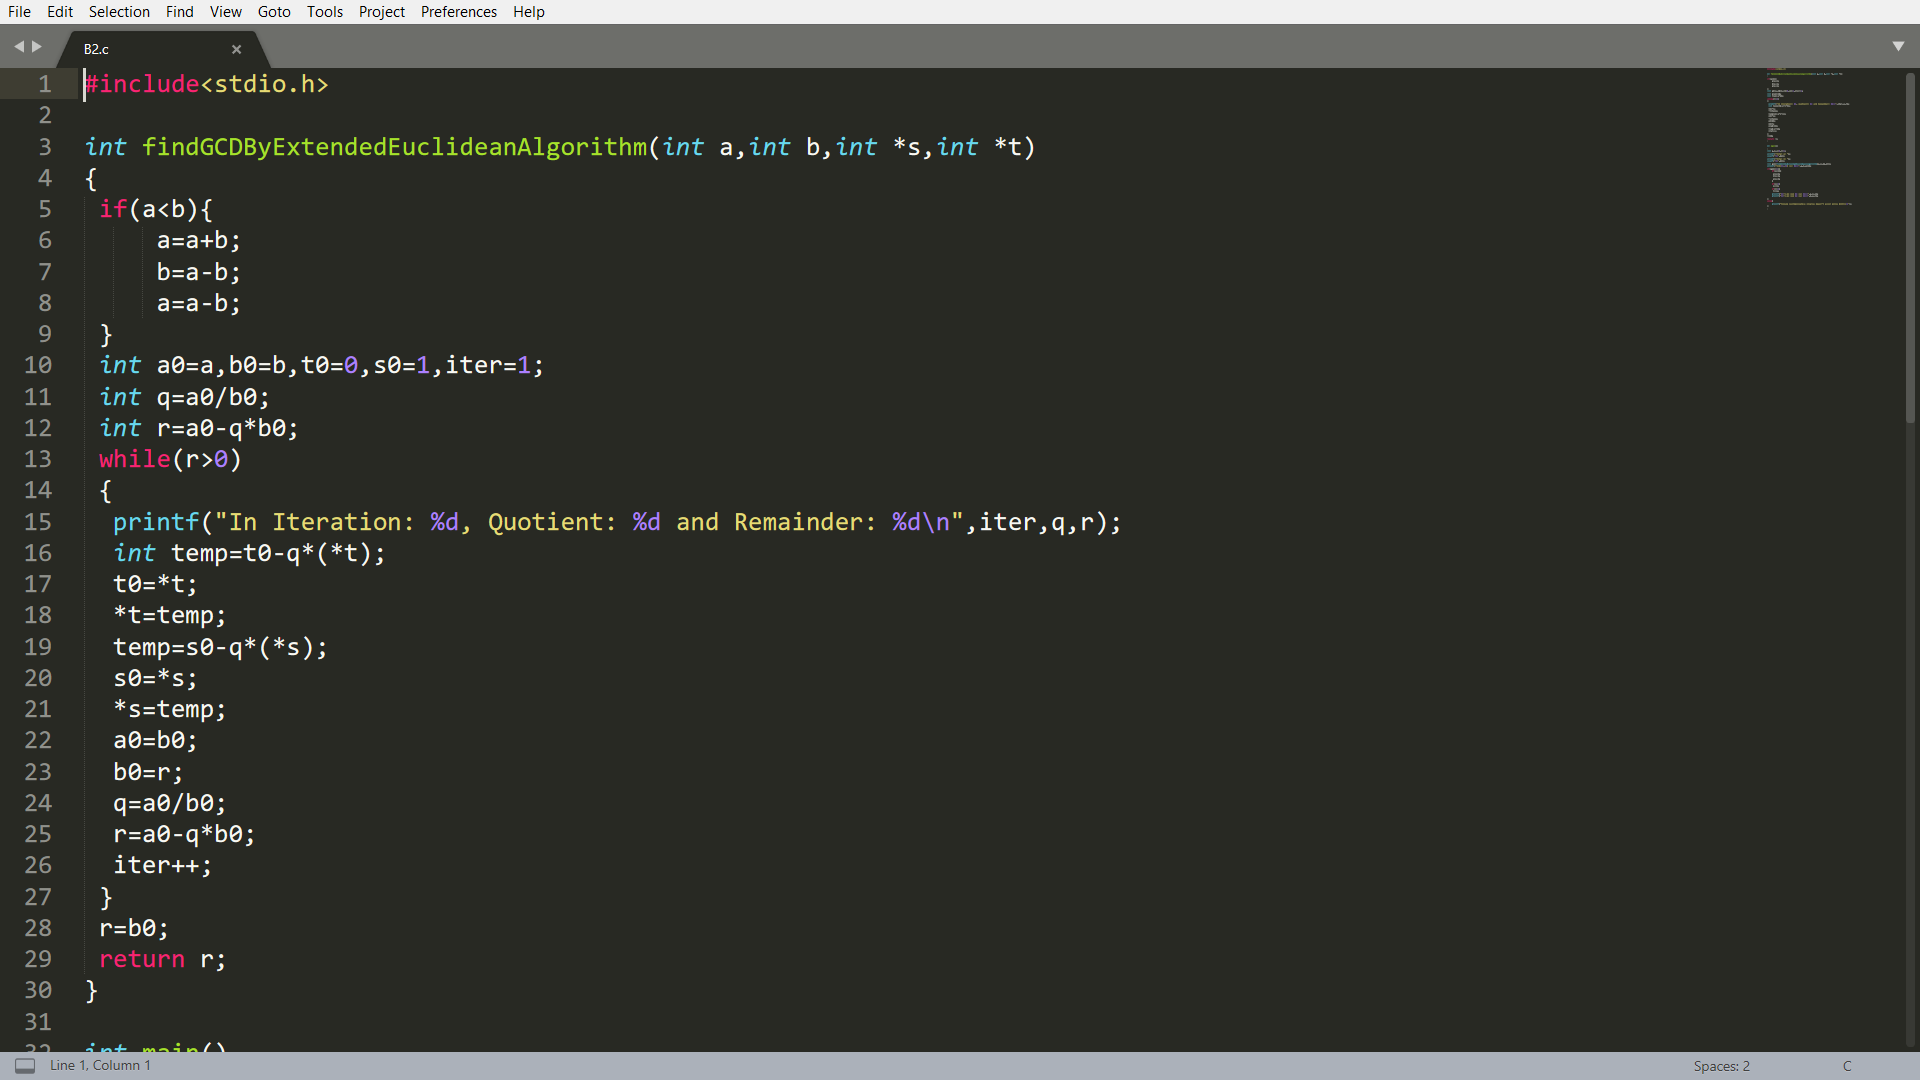 File Edit Selection Find View Goto Tools Project Preferences Help
B2.c
1 #include<stdio.h>
2
3 int findGCDByExtendedEuclideanAlgorithm(int a,int b,int *s,int *t)
4 {
5 if(a<b){
6 a=a+b;
7 b=a-b;
8 a=a-b;
9 }
10 int a0=a,b0=b,t0=0,s0=1,iter=1;
11 int q=a0/b0;
12 int r=a0-q*b0;
13 while(r>0)
14 {
15 printf("In Iteration: %d, Quotient: %d and Remainder: %d\n",iter,q,r);
16 int temp=t0-q*(*t);
17 t0=*t;
18 *t=temp;
19 temp=s0-q*(*s);
20 s0=*s;
21 *s=temp;
22 a0=b0;
23 b0=r;
24 q=a0/b0;
25 r=a0-q*b0;
26 iter++;
27 }
28 r=b0;
29 return r;
30 }
31
32 int main()
Line 1, Column 1 Spaces: 2 C